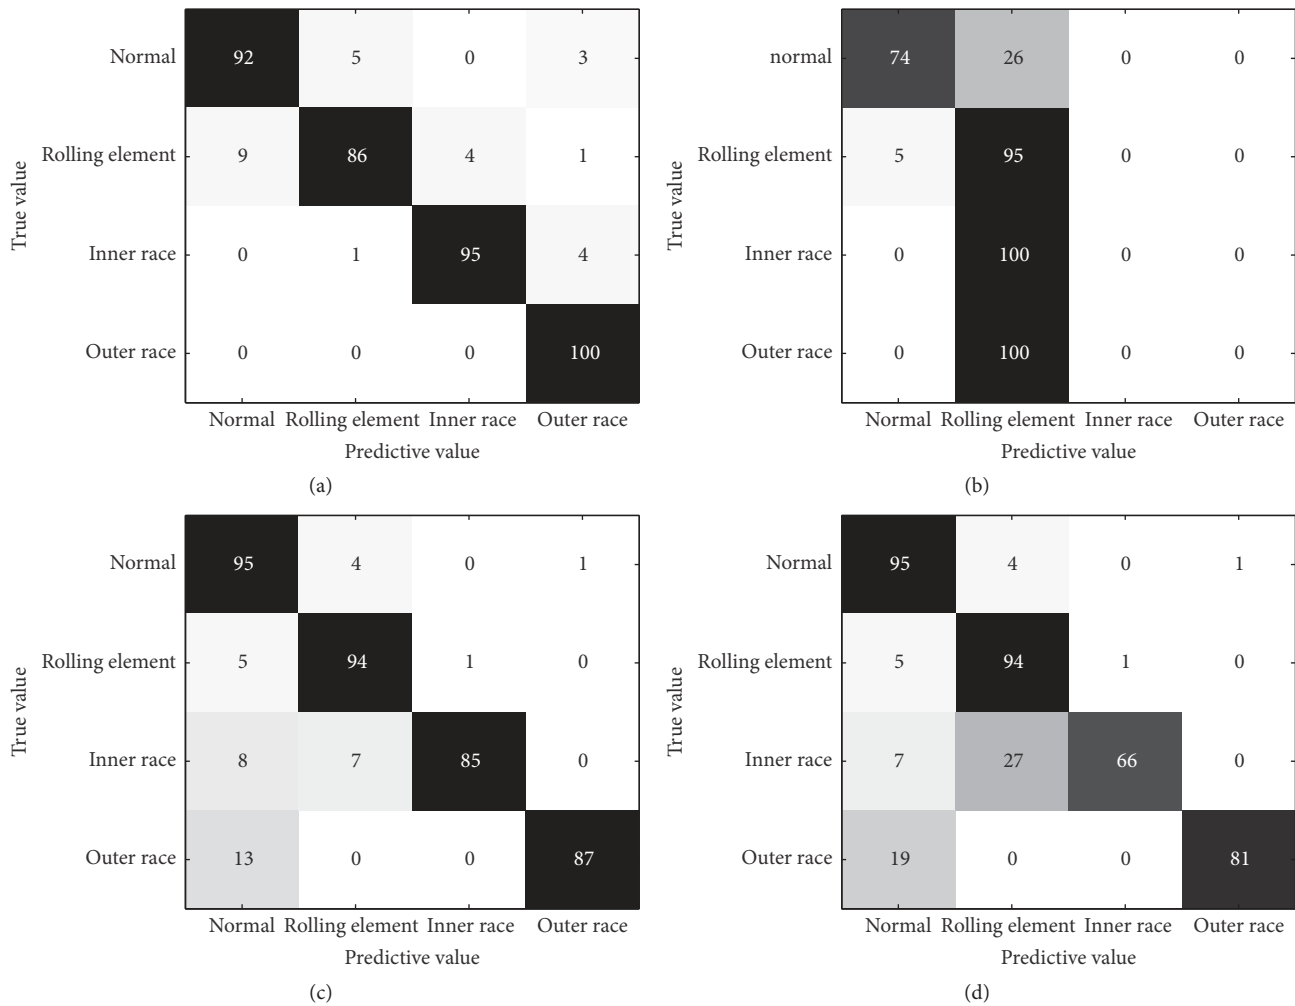 Normal 92 5 0 3
Rolling element 9 86 4 1
Inner race 0 1 95 4
Outer race 0 0 0 100
True value
Normal Rolling element Inner race Outer race
Predictive value
(a)
normal 74 26 0 0
Rolling element 5 95 0 0
Inner race 0 100 0 0
Outer race 0 100 0 0
True value
Normal Rolling element Inner race Outer race
Predictive value
(b)
Normal 95 4 0 1
Rolling element 5 94 1 0
Inner race 8 7 85 0
Outer race 13 0 0 87
True value
Normal Rolling element Inner race Outer race
Predictive value
(c)
Normal 95 4 0 1
Rolling element 5 94 1 0
Inner race 7 27 66 0
Outer race 19 0 0 81
True value
Normal Rolling element Inner race Outer race
Predictive value
(d)